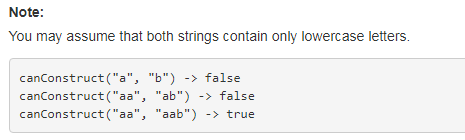 Note:
You may assume that both strings contain only lowercase letters.
canConstruct("a", "b") -> false
canConstruct("aa", "ab") -> false
canConstruct("aa", "aab") -> true